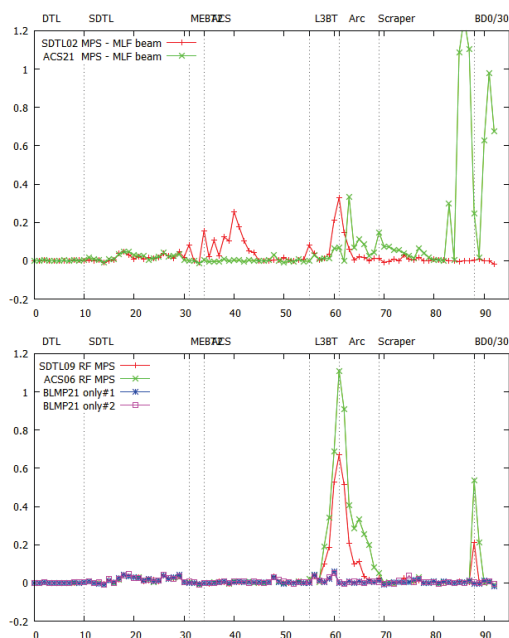 DTL SDTL MEBT2 ACS L3BT Arc Scraper BD0/30
1.2
SDTL02 MPS - MLF beam
ACS21 MPS - MLF beam
1
0.8
0.6
0.4
0.2
0
-0.2
0 10 20 30 40 50 60 70 80 90
DTL SDTL MEBT2 ACS L3BT Arc Scraper BD0/30
1.2
SDTL09 RF MPS
ACS06 RF MPS
BLMP21 only#1
BLMP21 only#2
1
0.8
0.6
0.4
0.2
0
-0.2
0 10 20 30 40 50 60 70 80 90